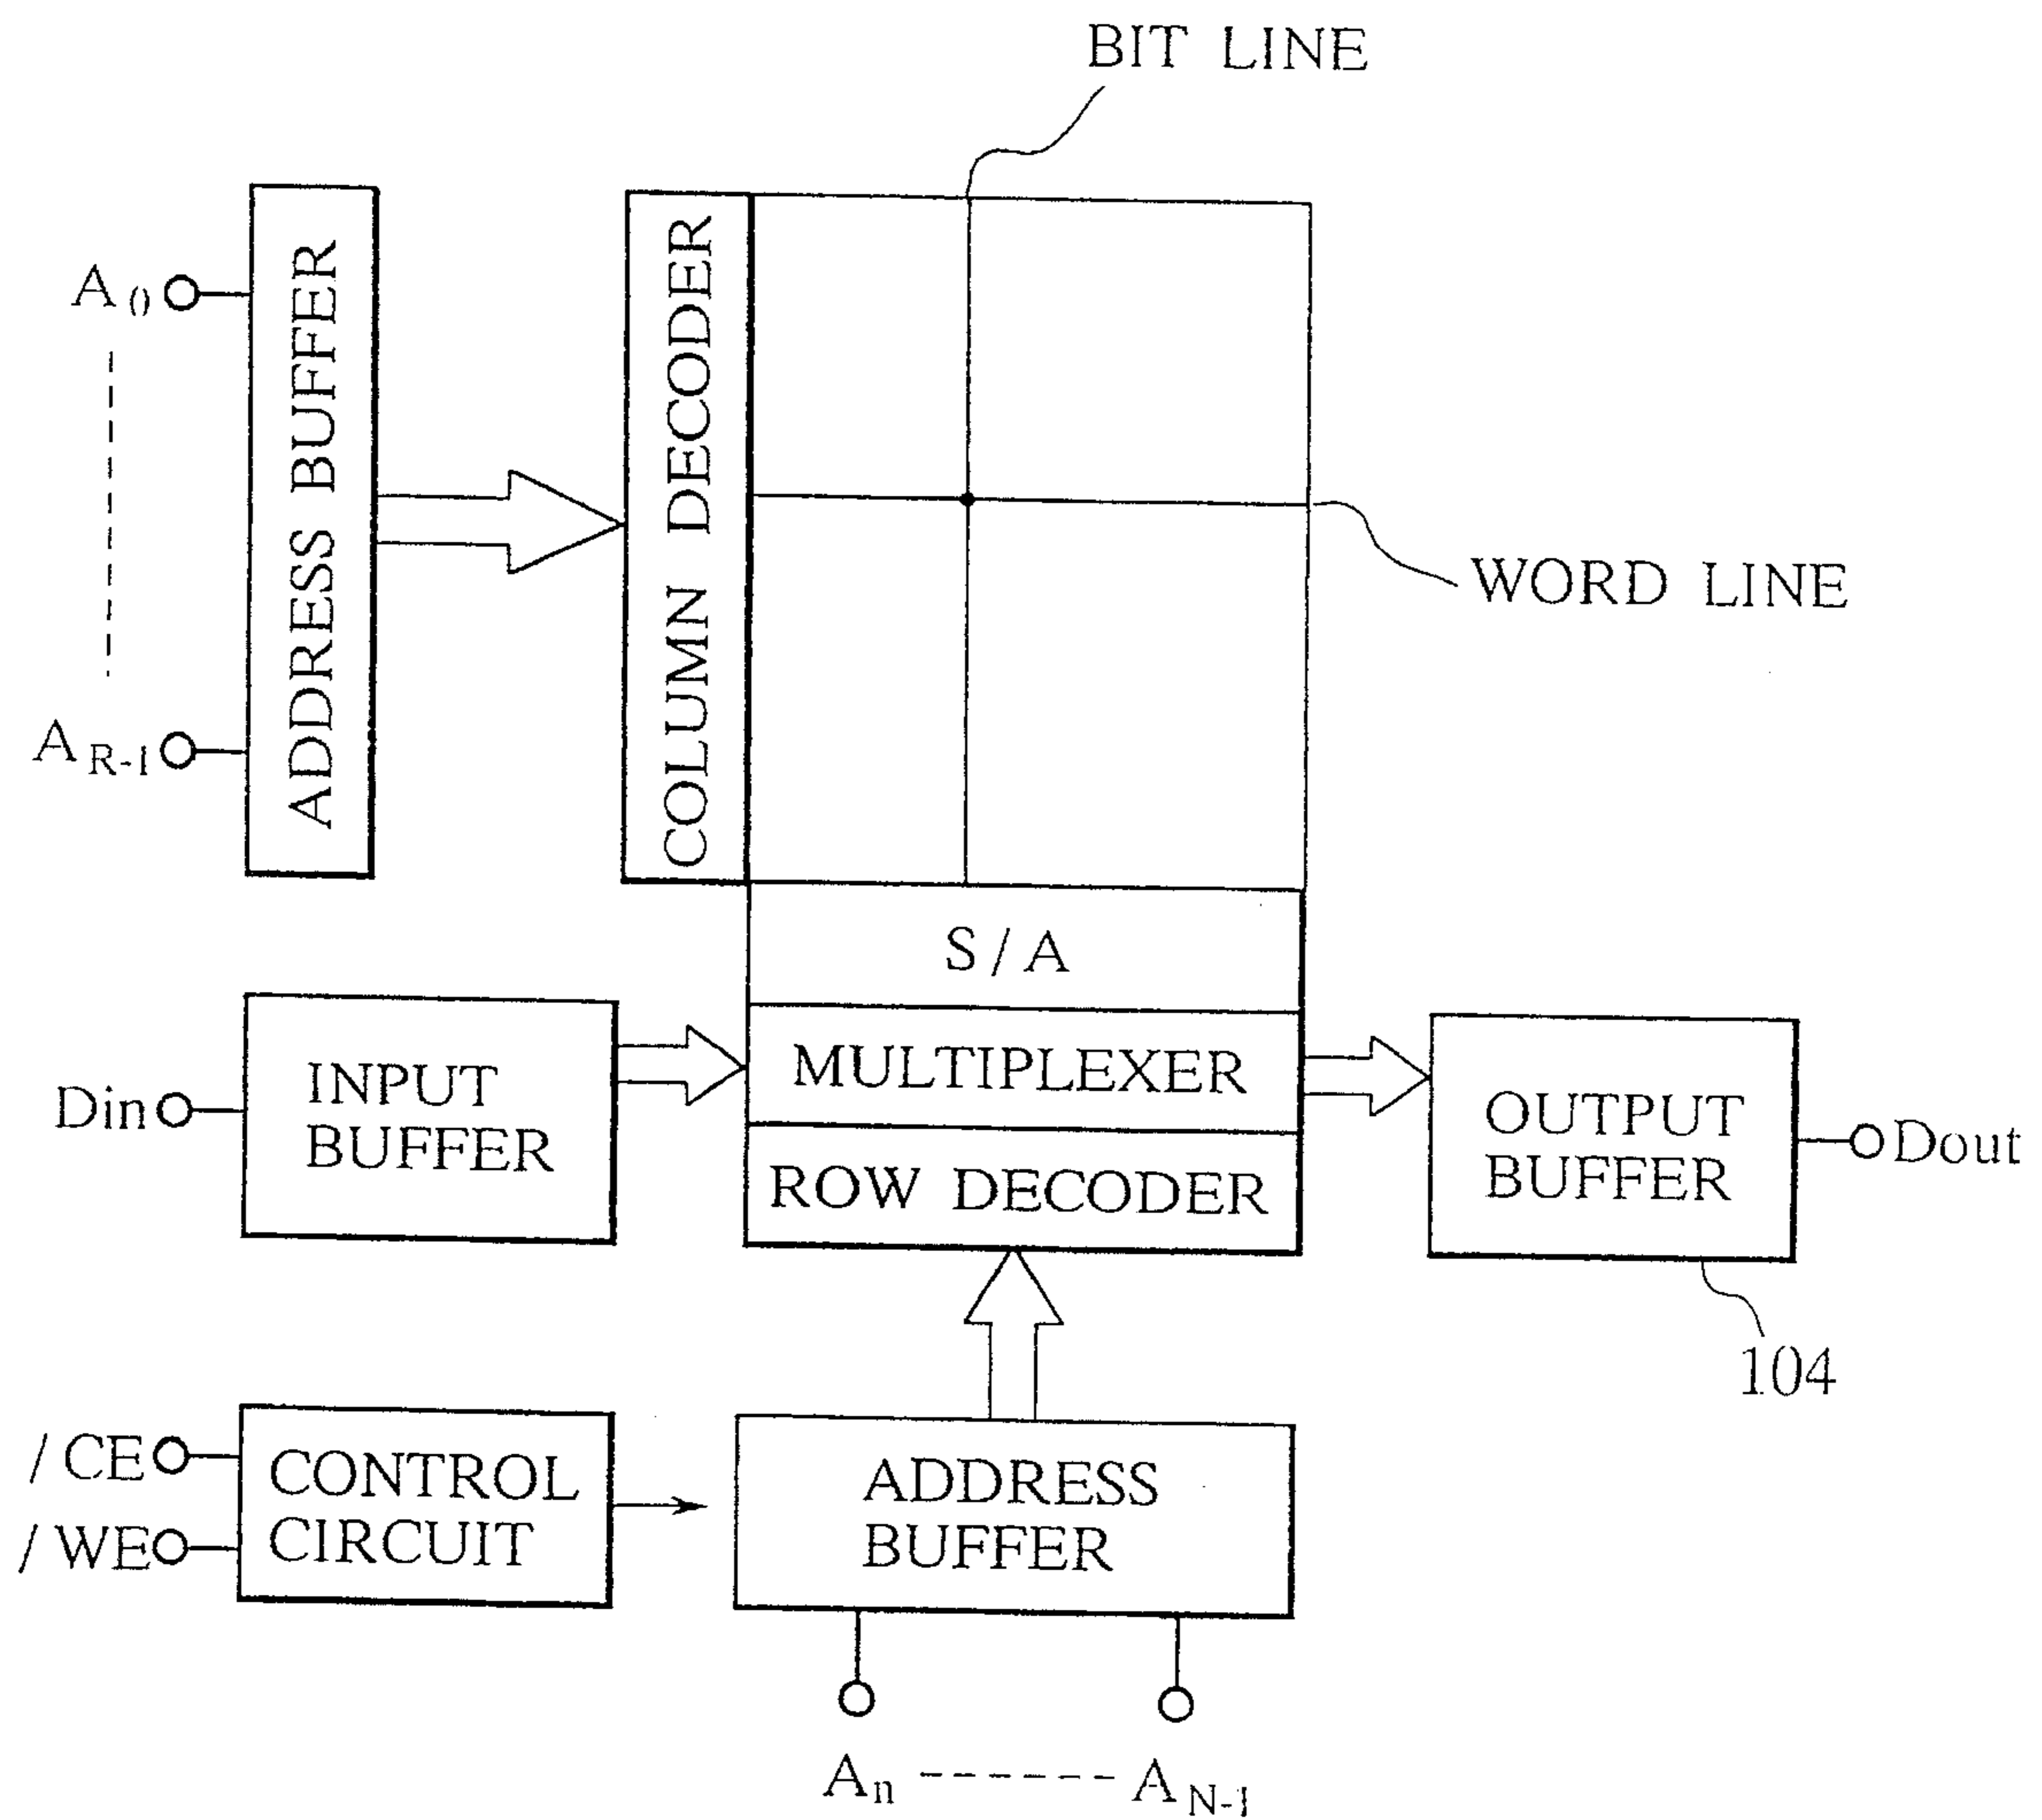 BIT LINE
A0
ADDRESS BUFFER
COLUMN DECODER
WORD LINE
AR-1
S/A
Din
INPUT
BUFFER
MULTIPLEXER
ROW DECODER
OUTPUT
BUFFER
Dout
104
/CE
/WE
CONTROL
CIRCUIT
ADDRESS
BUFFER
An ------ AN-1